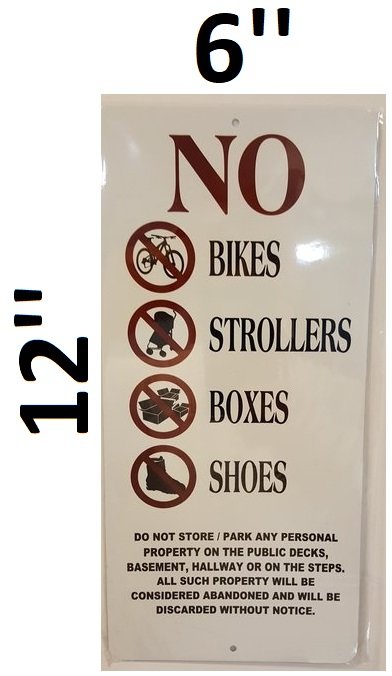 6''
12''
NO
BIKES
STROLLERS
BOXES
SHOES
DO NOT STORE / PARK ANY PERSONAL
PROPERTY ON THE PUBLIC DECKS,
BASEMENT, HALLWAY OR ON THE STEPS.
ALL SUCH PROPERTY WILL BE
CONSIDERED ABANDONED AND WILL BE
DISCARDED WITHOUT NOTICE.